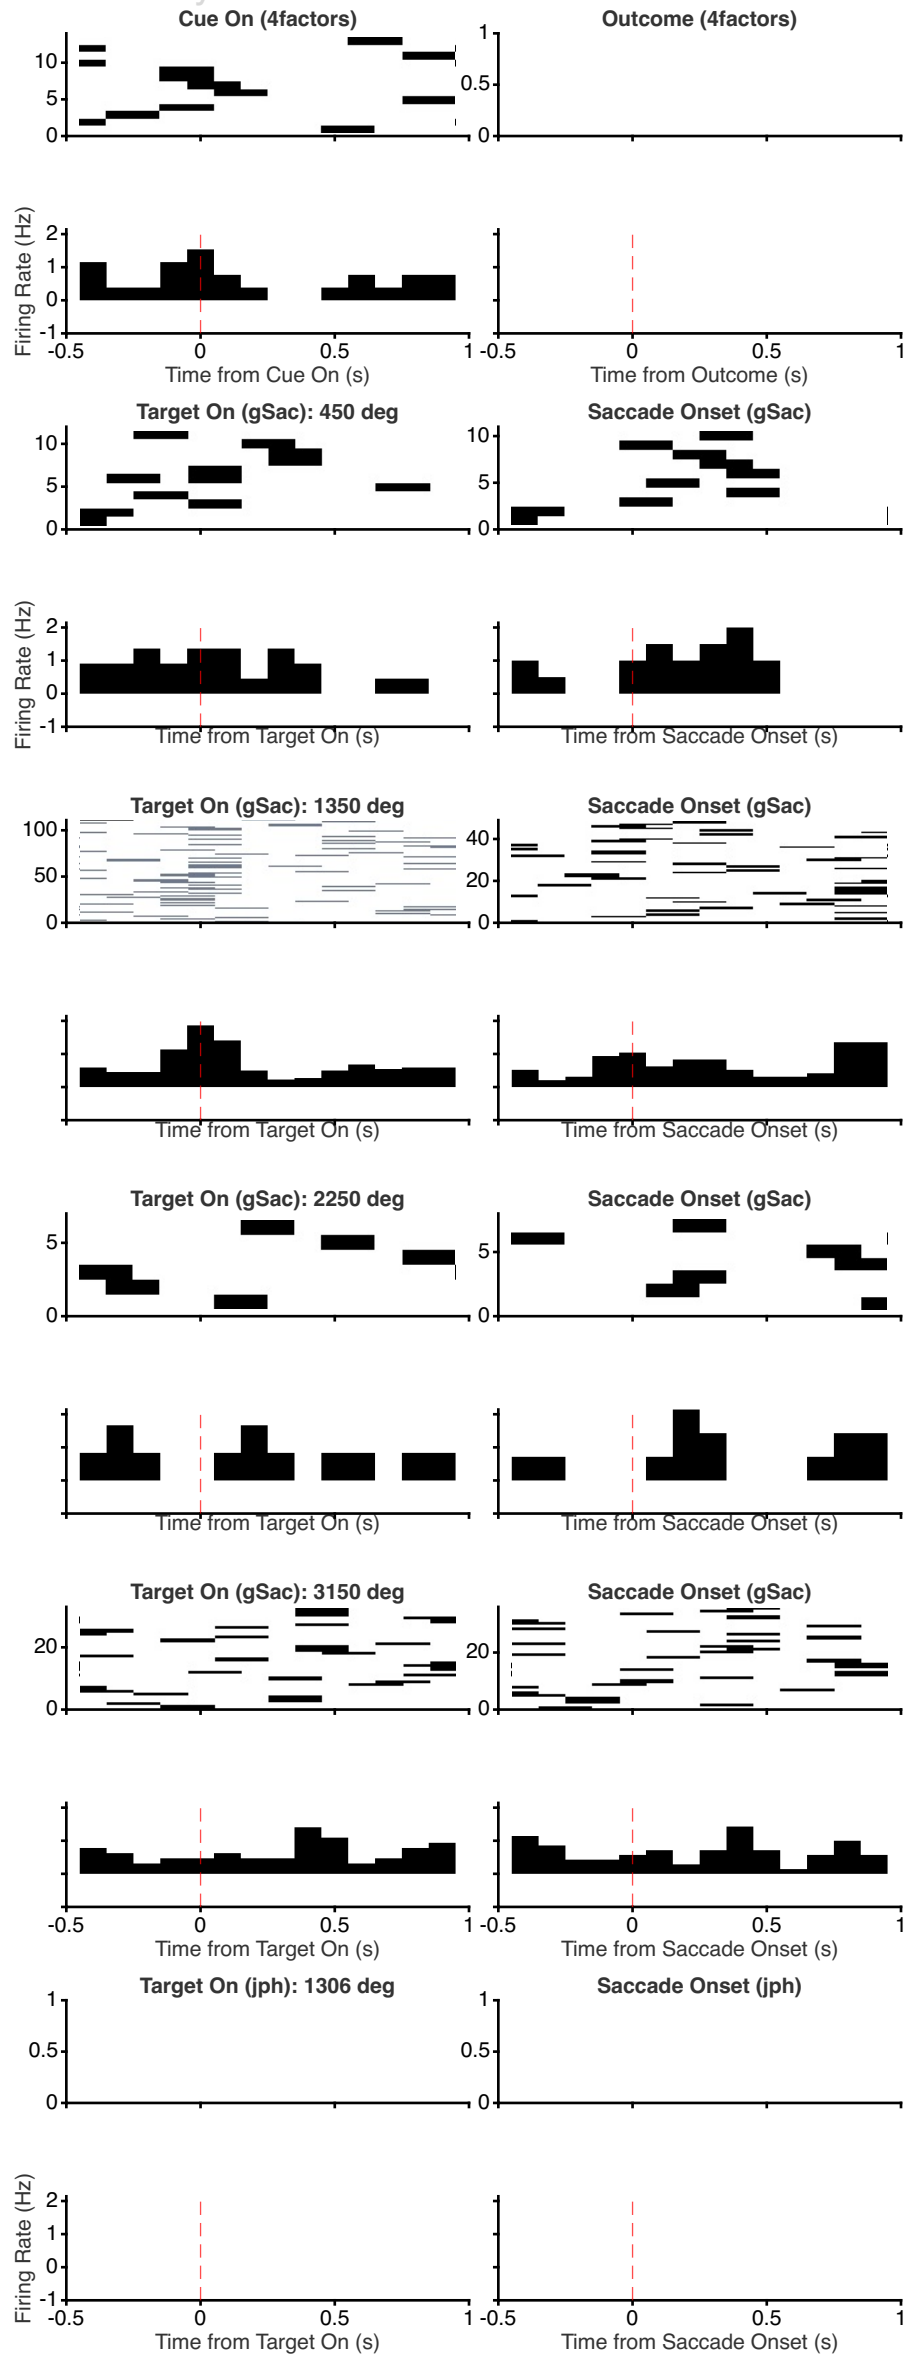 Cue On (4factors) Outcome (4factors)
10
5
0
1
0.5
0
Firing Rate (Hz)
2
1
0
-1
-0.5 0 0.5 1 -0.5 0 0.5 1
Time from Cue On (s) Time from Outcome (s)
Target On (gSac): 450 deg Saccade Onset (gSac)
10
5
0
10
5
0
Firing Rate (Hz)
2
1
0
-1
Time from Target On (s) Time from Saccade Onset (s)
Target On (gSac): 1350 deg Saccade Onset (gSac)
100
50
0
40
20
0
Time from Target On (s) Time from Saccade Onset (s)
Target On (gSac): 2250 deg Saccade Onset (gSac)
5
0
5
0
Time from Target On (s) Time from Saccade Onset (s)
Target On (gSac): 3150 deg Saccade Onset (gSac)
20
0
20
0
-0.5 0 0.5 1 -0.5 0 0.5 1
Time from Target On (s) Time from Saccade Onset (s)
Target On (jph): 1306 deg Saccade Onset (jph)
1
0.5
0
1
0.5
0
Firing Rate (Hz)
2
1
0
-1
-0.5 0 0.5 1 -0.5 0 0.5 1
Time from Target On (s) Time from Saccade Onset (s)